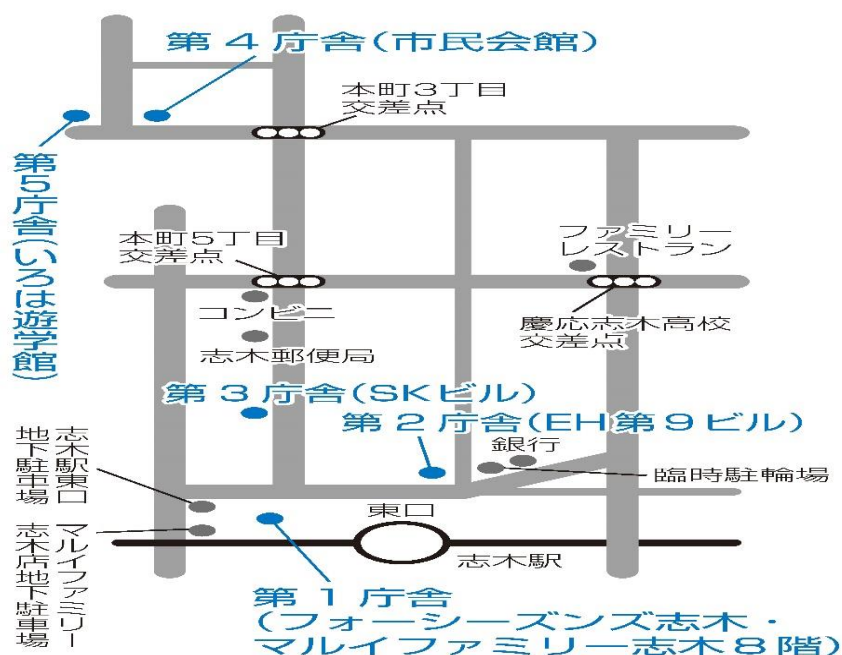 第4庁舎(市民会館)
本町3丁目
交差点
第5庁舎(いろは遊学館)
本町5丁目
交差点
ファミリー
レストラン
コンビニ
慶応志木高校
交差点
志木郵便局
第3庁舎(SKビル)
第2庁舎(EH第9ビル)
銀行
臨時駐輪場
志木駅東口
地下駐車場
東口
志木駅
マルイファミリー
志木店地下駐車場
第1庁舎
(フォーシーズンズ志木・
マルイファミリー志木8階)